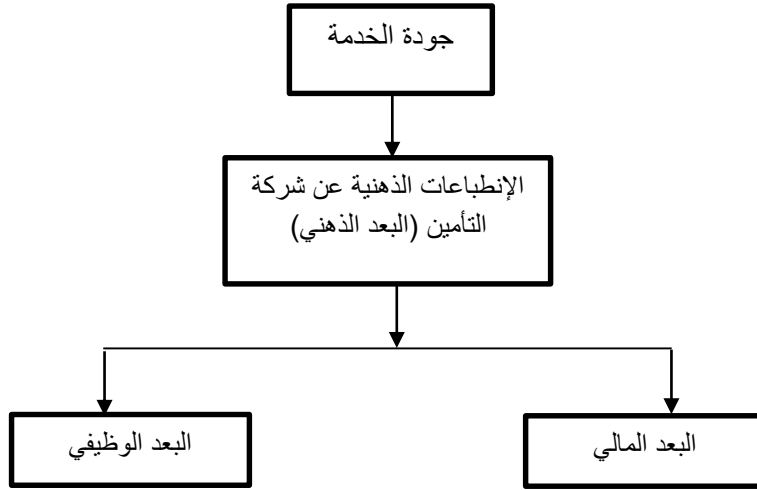 جودة الخدمة
الإنطباعات الذهنية عن شركة
التأمين (البعد الذهني)
البعد المالي
البعد الوظيفي